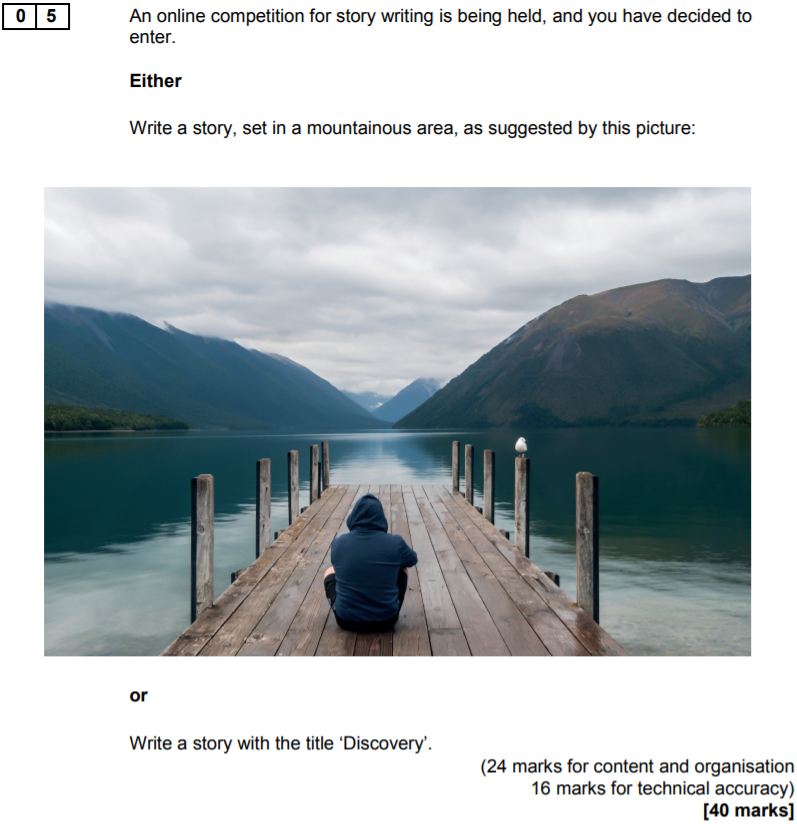 0 5
An online competition for story writing is being held, and you have decided to
enter.
Either
Write a story, set in a mountainous area, as suggested by this picture:
or
Write a story with the title ‘Discovery’.
(24 marks for content and organisation
16 marks for technical accuracy)
[40 marks]